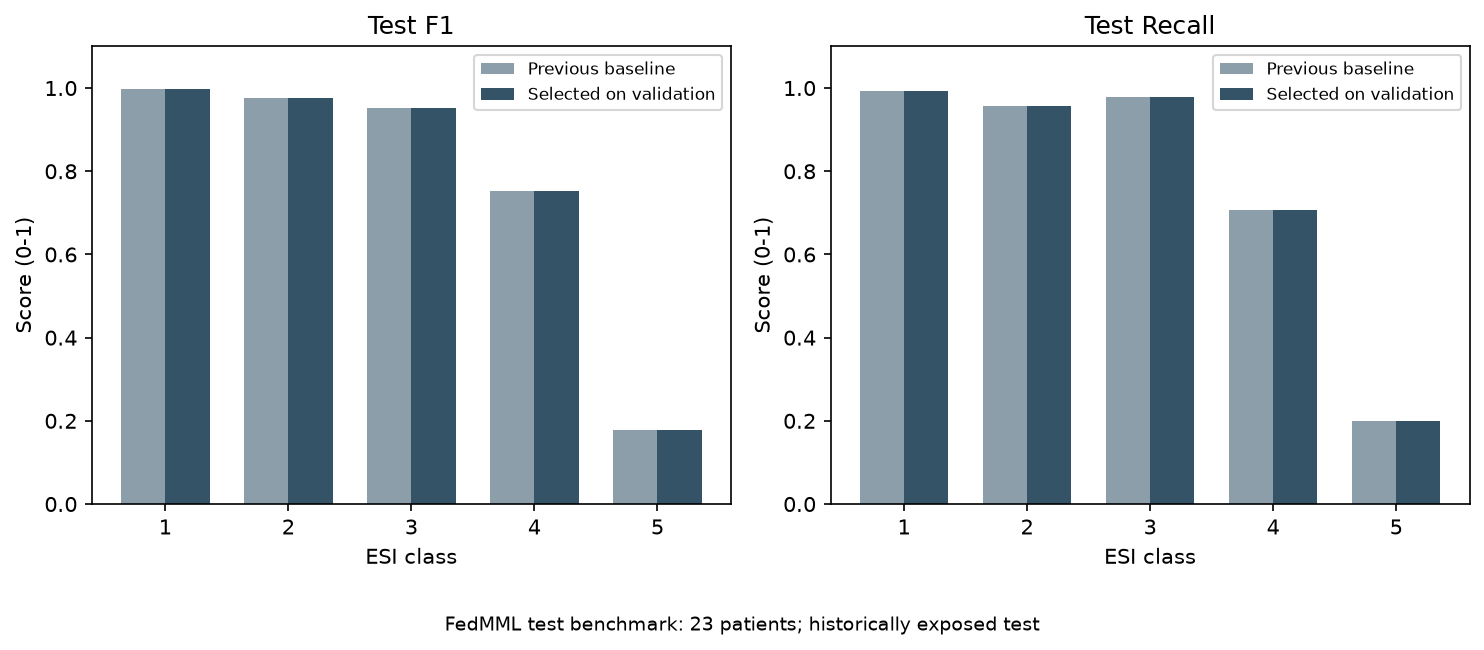 Test F1
Previous baseline
Selected on validation
1.0
0.8
0.6
0.4
0.2
0.0
Score (0-1)
1 2 3 4 5
ESI class
Test Recall
Previous baseline
Selected on validation
1.0
0.8
0.6
0.4
0.2
0.0
Score (0-1)
1 2 3 4 5
ESI class
FedMML test benchmark: 23 patients; historically exposed test